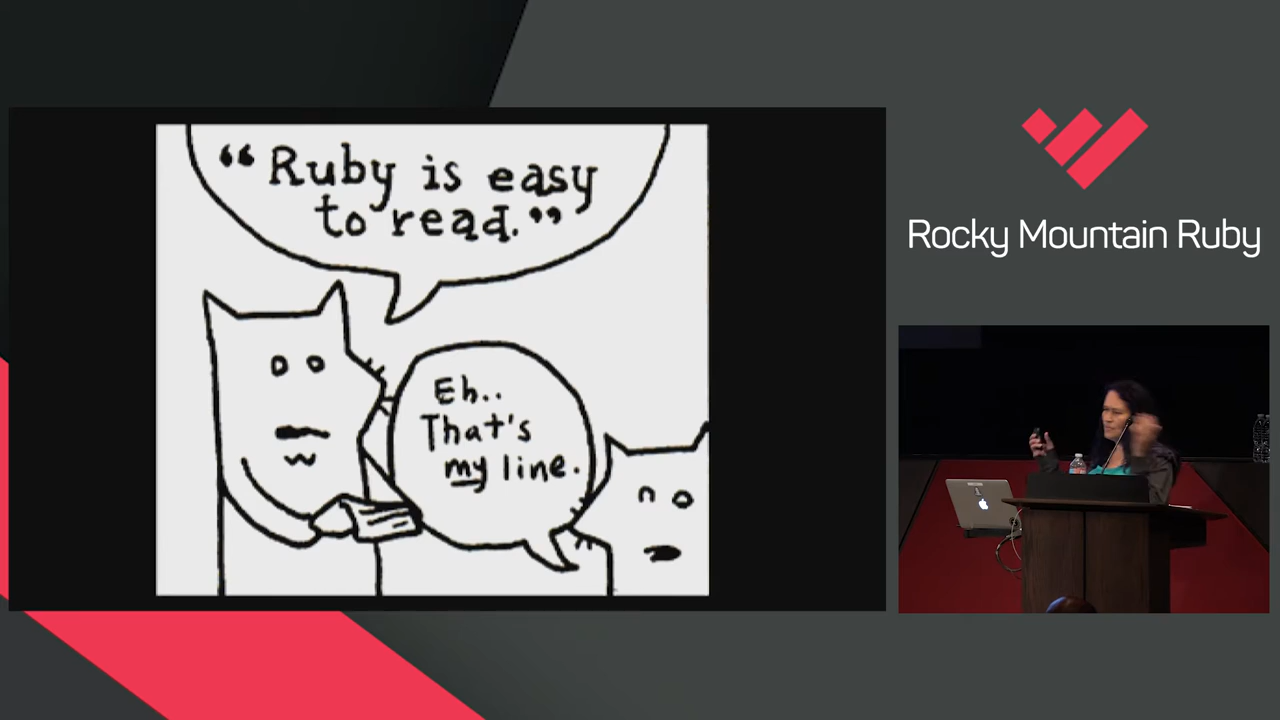 “Ruby is easy
to read.”
Eh..
That's
my line.
Rocky Mountain Ruby